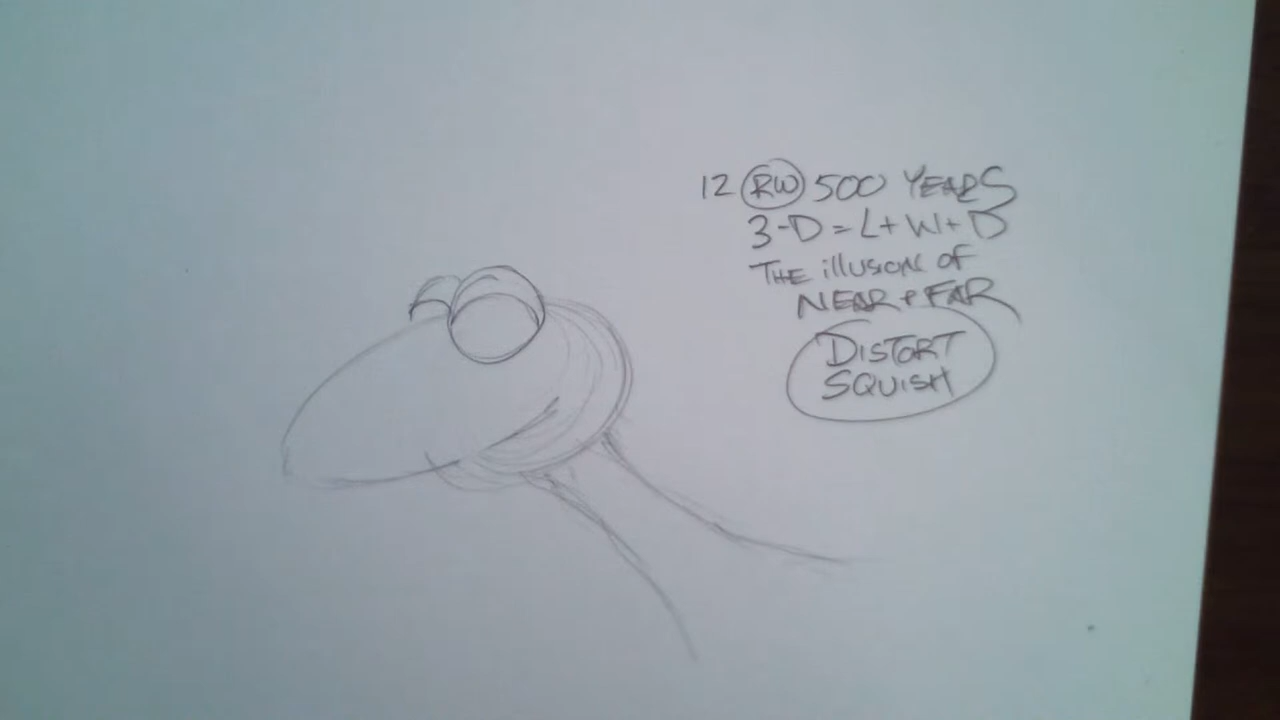 12 RW 500 YEARS
3-D = L + W + D
THE illUSION OF
NEAR + FAR
DISTORT
SQUISH